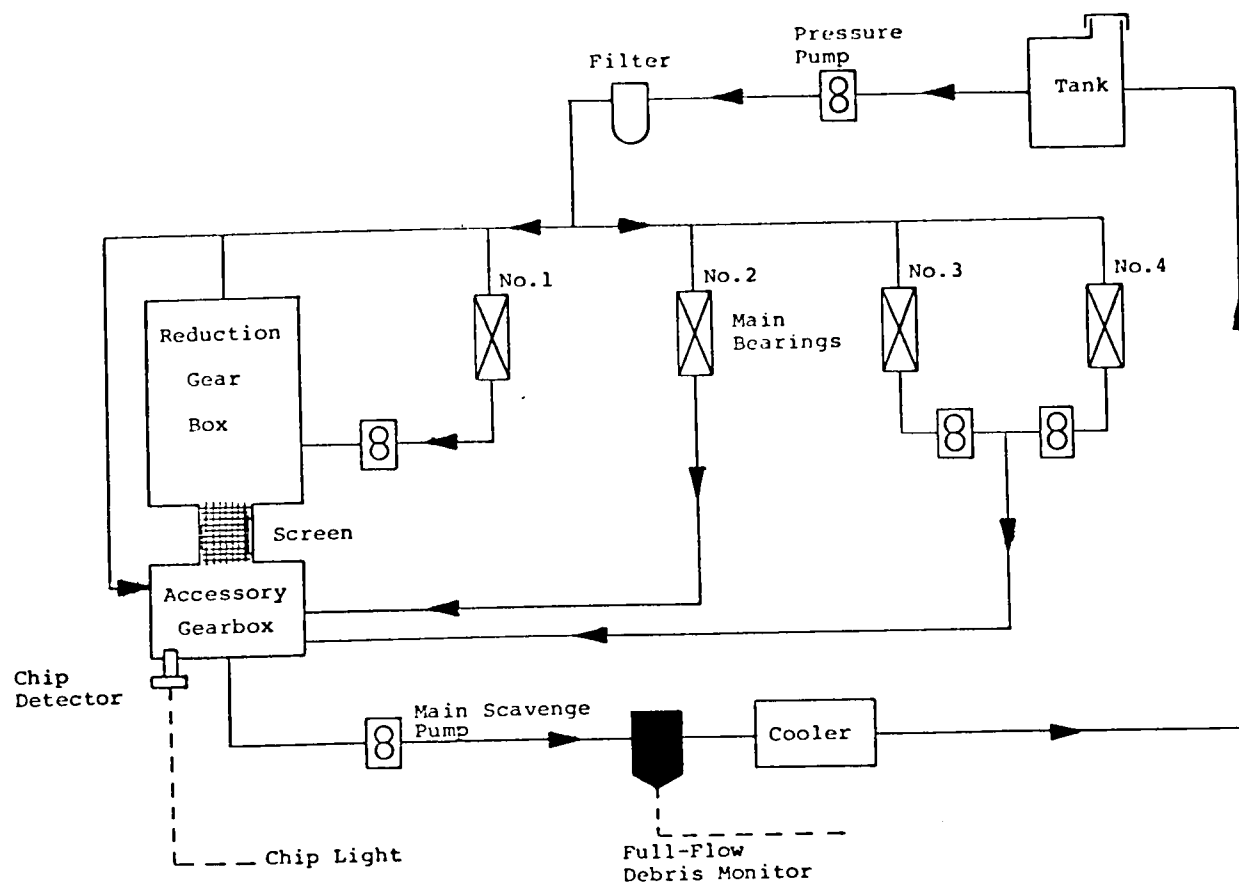 Pressure
Pump
Filter
Tank
No.1
No.2
No.3
No.4
Main
Bearings
Reduction
Gear
Box
Screen
Accessory
Gearbox
Chip
Detector
Main Scavenge
Pump
Cooler
Chip Light
Full-Flow
Debris Monitor